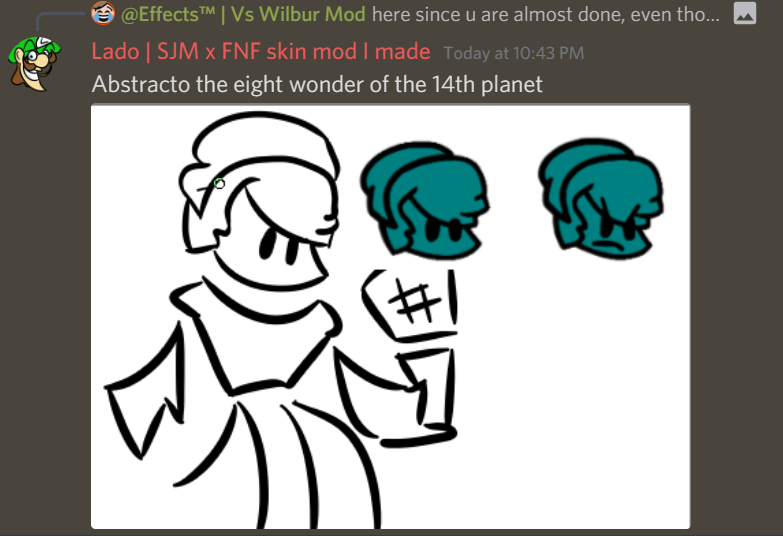 @Effects™ | Vs Wilbur Mod here since u are almost done, even tho...
Lado | SJM x FNF skin mod I made Today at 10:43 PM
Abstracto the eight wonder of the 14th planet
#